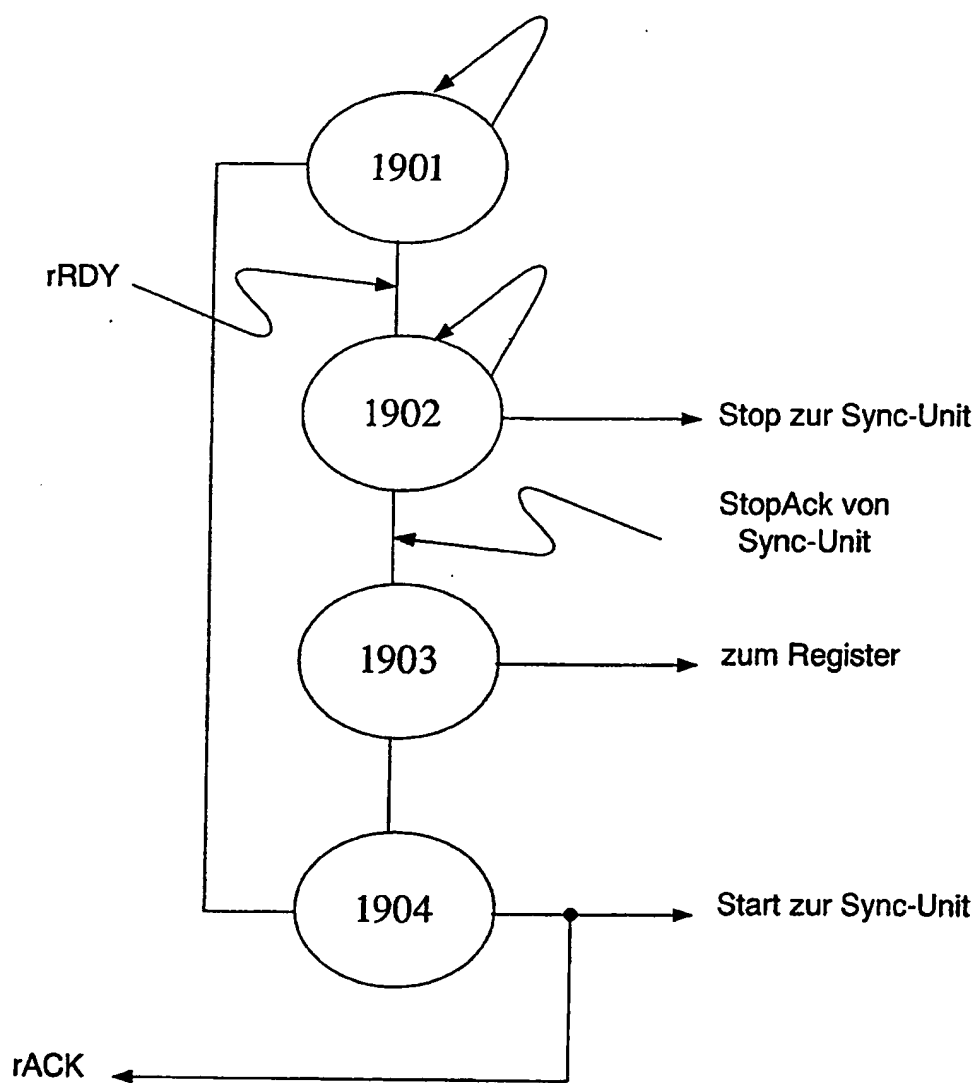 1901
rRDY
1902
Stop zur Sync-Unit
StopAck von
Sync-Unit
1903
zum Register
1904
Start zur Sync-Unit
rACK